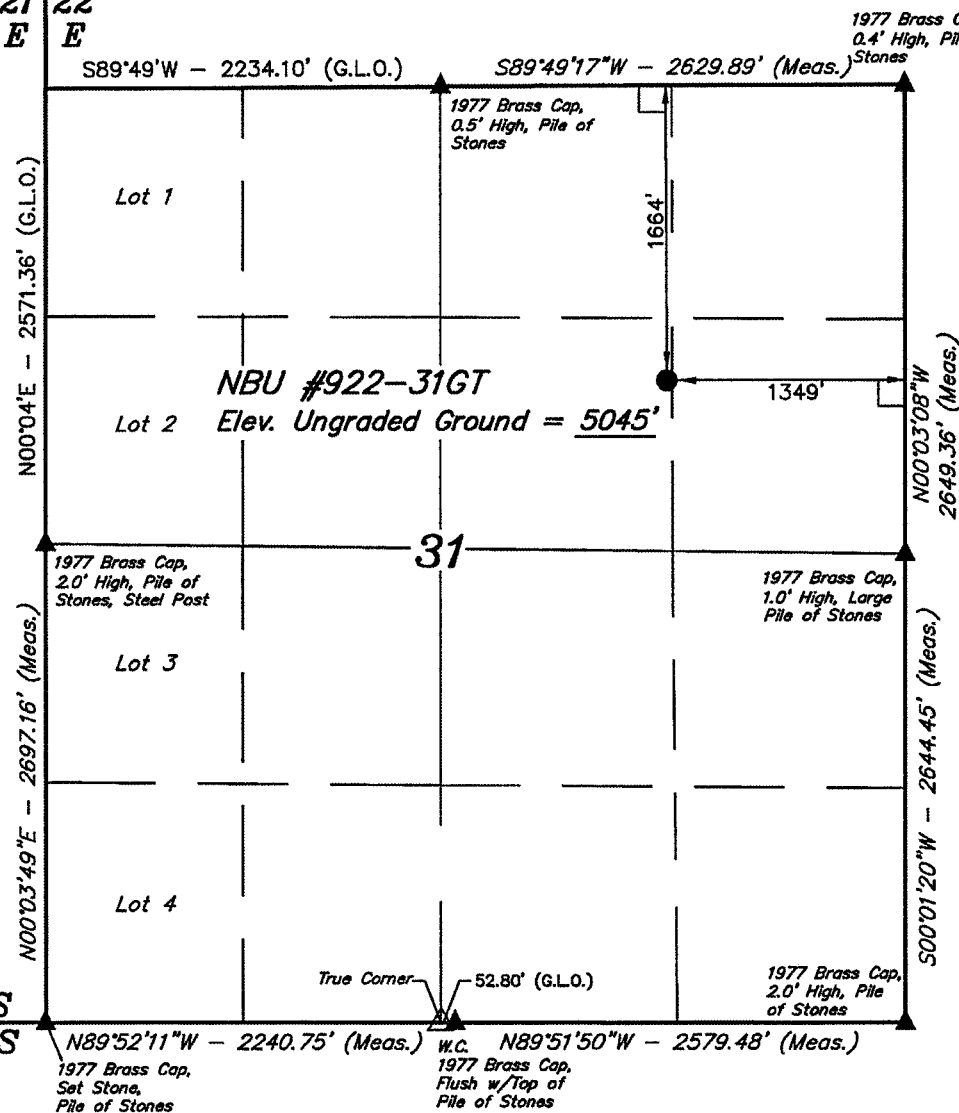 21 22
E E
1977 Brass
0.4' High,
Stones
S89°49'W - 2234.10' (G.L.O.)
S89°49'17"W - 2629.89' (Meas.)
1977 Brass Cap,
0.5' High, Pile of
Stones
N00°04'E - 2571.36' (G.L.O.)
Lot 1
1664'
NBU #922-31GT
Elev. Ungraded Ground = 5045'
1349'
Lot 2
N00°03'08"W
2649.36' (Meas.)
31
1977 Brass Cap,
2.0' High, Pile of
Stones, Steel Post
1977 Brass Cap,
1.0' High, Large
Pile of Stones
N00°03'49"E - 2697.16' (Meas.)
Lot 3
S00°01'20"W - 2644.45' (Meas.)
Lot 4
True Corner
52.80' (G.L.O.)
1977 Brass Cap,
2.0' High, Pile
of Stones
S
S
N89°52'11"W - 2240.75' (Meas.)
W.C.
N89°51'50"W - 2579.48' (Meas.)
1977 Brass Cap,
Set Stone,
Pile of Stones
1977 Brass Cap,
Flush w/Top of
Pile of Stones